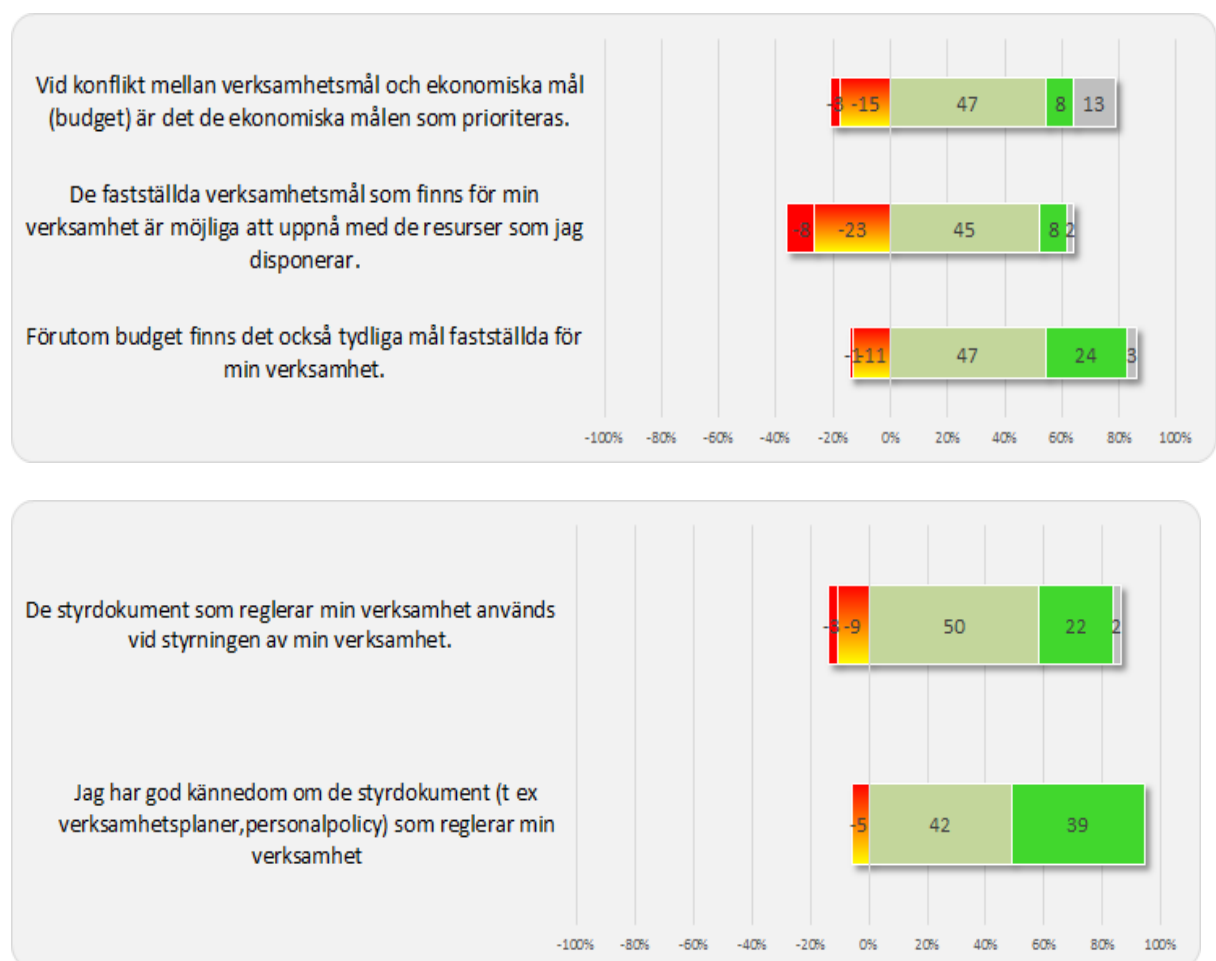 Vid konflikt mellan verksamhetsmål och ekonomiska mål
(budget) är det de ekonomiska målen som prioriteras.
-3 -15 47 8 13
De fastställda verksamhetsmål som finns för min
verksamhet är möjliga att uppnå med de resurser som jag
disponerar.
-8 -23 45 8 2
Förutom budget finns det också tydliga mål fastställda för
min verksamhet.
-1 -11 47 24 3
-100% -80% -60% -40% -20% 0% 20% 40% 60% 80% 100%
De styrdokument som reglerar min verksamhet används
vid styrningen av min verksamhet.
-3 -9 50 22 2
Jag har god kännedom om de styrdokument (t ex
verksamhetsplaner,personalpolicy) som reglerar min
verksamhet
-5 42 39
-100% -80% -60% -40% -20% 0% 20% 40% 60% 80% 100%